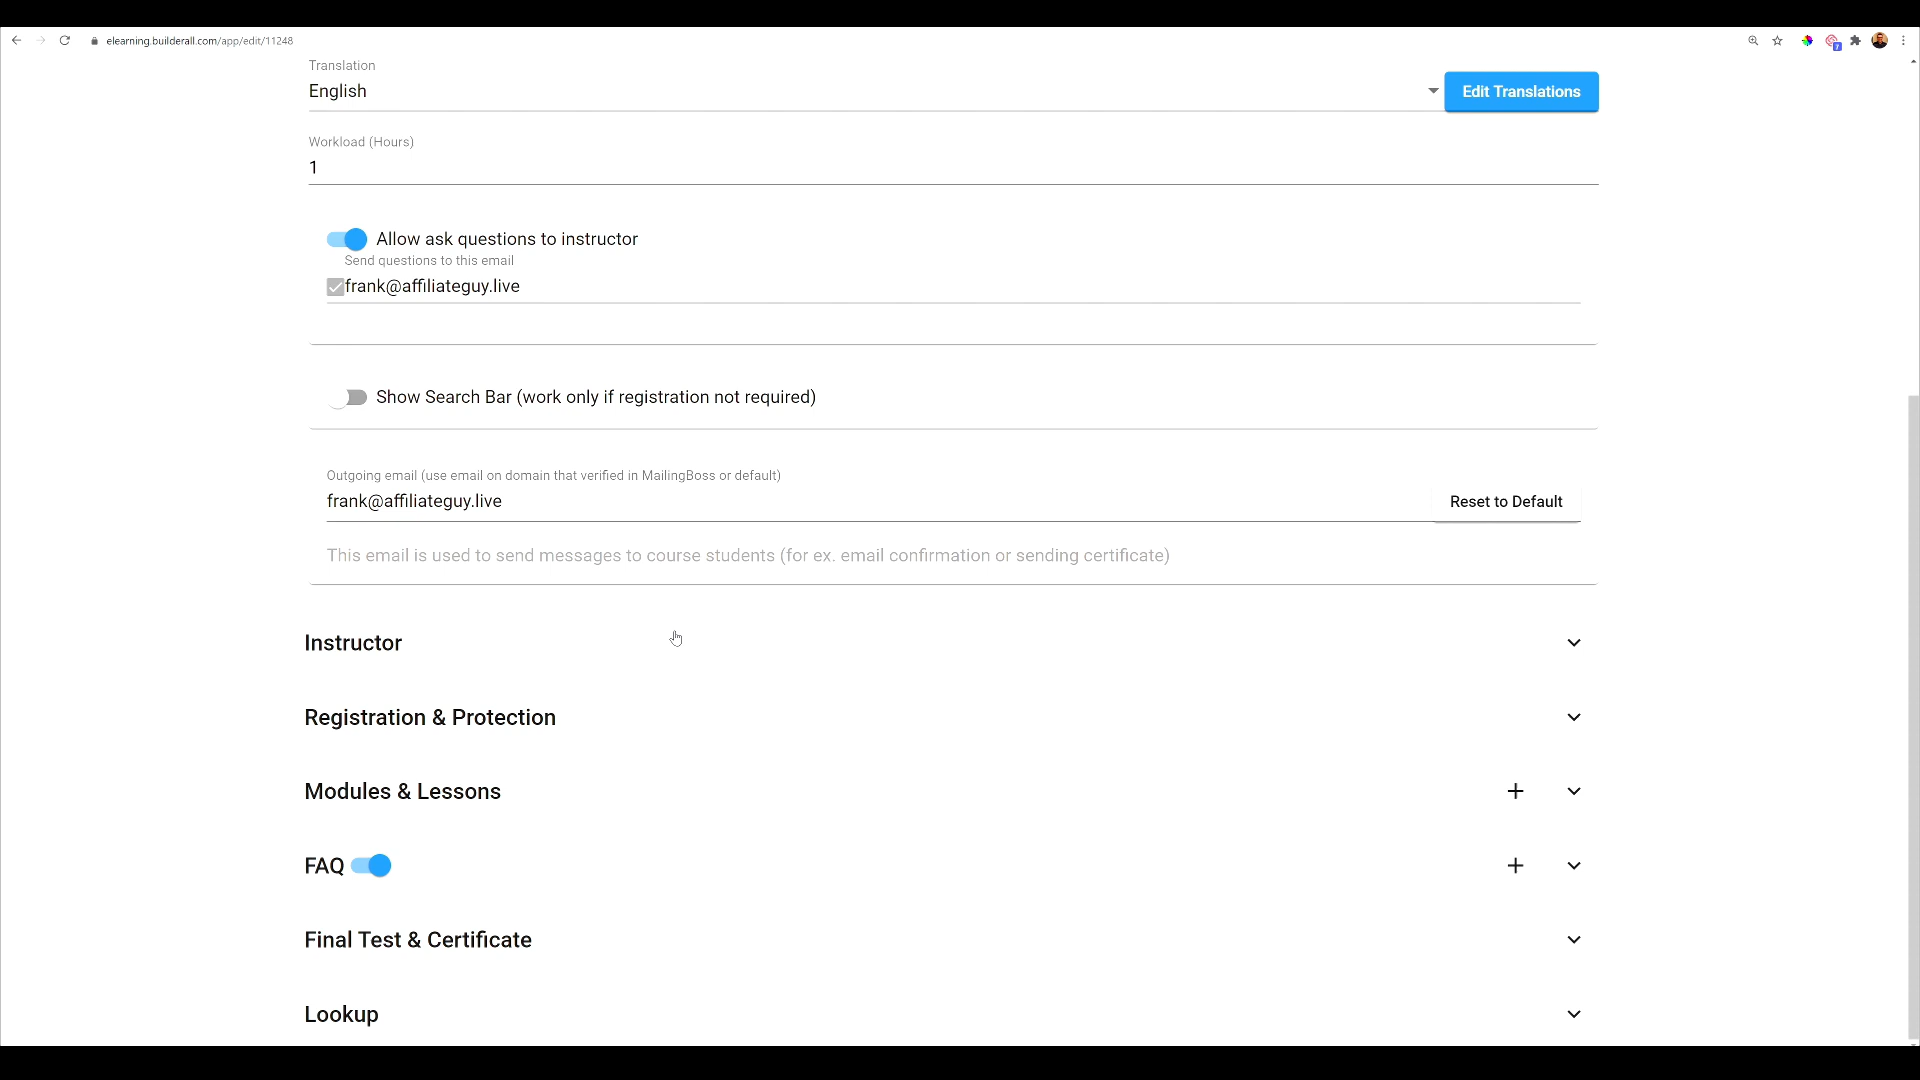 elearning.builderall.com/app/edit/11248
7
Translation
English
Edit Translations
Workload (Hours)
1
Allow ask questions to instructor
Send questions to this email
frank@affiliateguy.live
Show Search Bar (work only if registration not required)
Outgoing email (use email on domain that verified in MailingBoss or default)
frank@affiliateguy.live
Reset to Default
This email is used to send messages to course students (for ex. email confirmation or sending certificate)
Instructor
Registration & Protection
Modules & Lessons
FAQ
Final Test & Certificate
Lookup